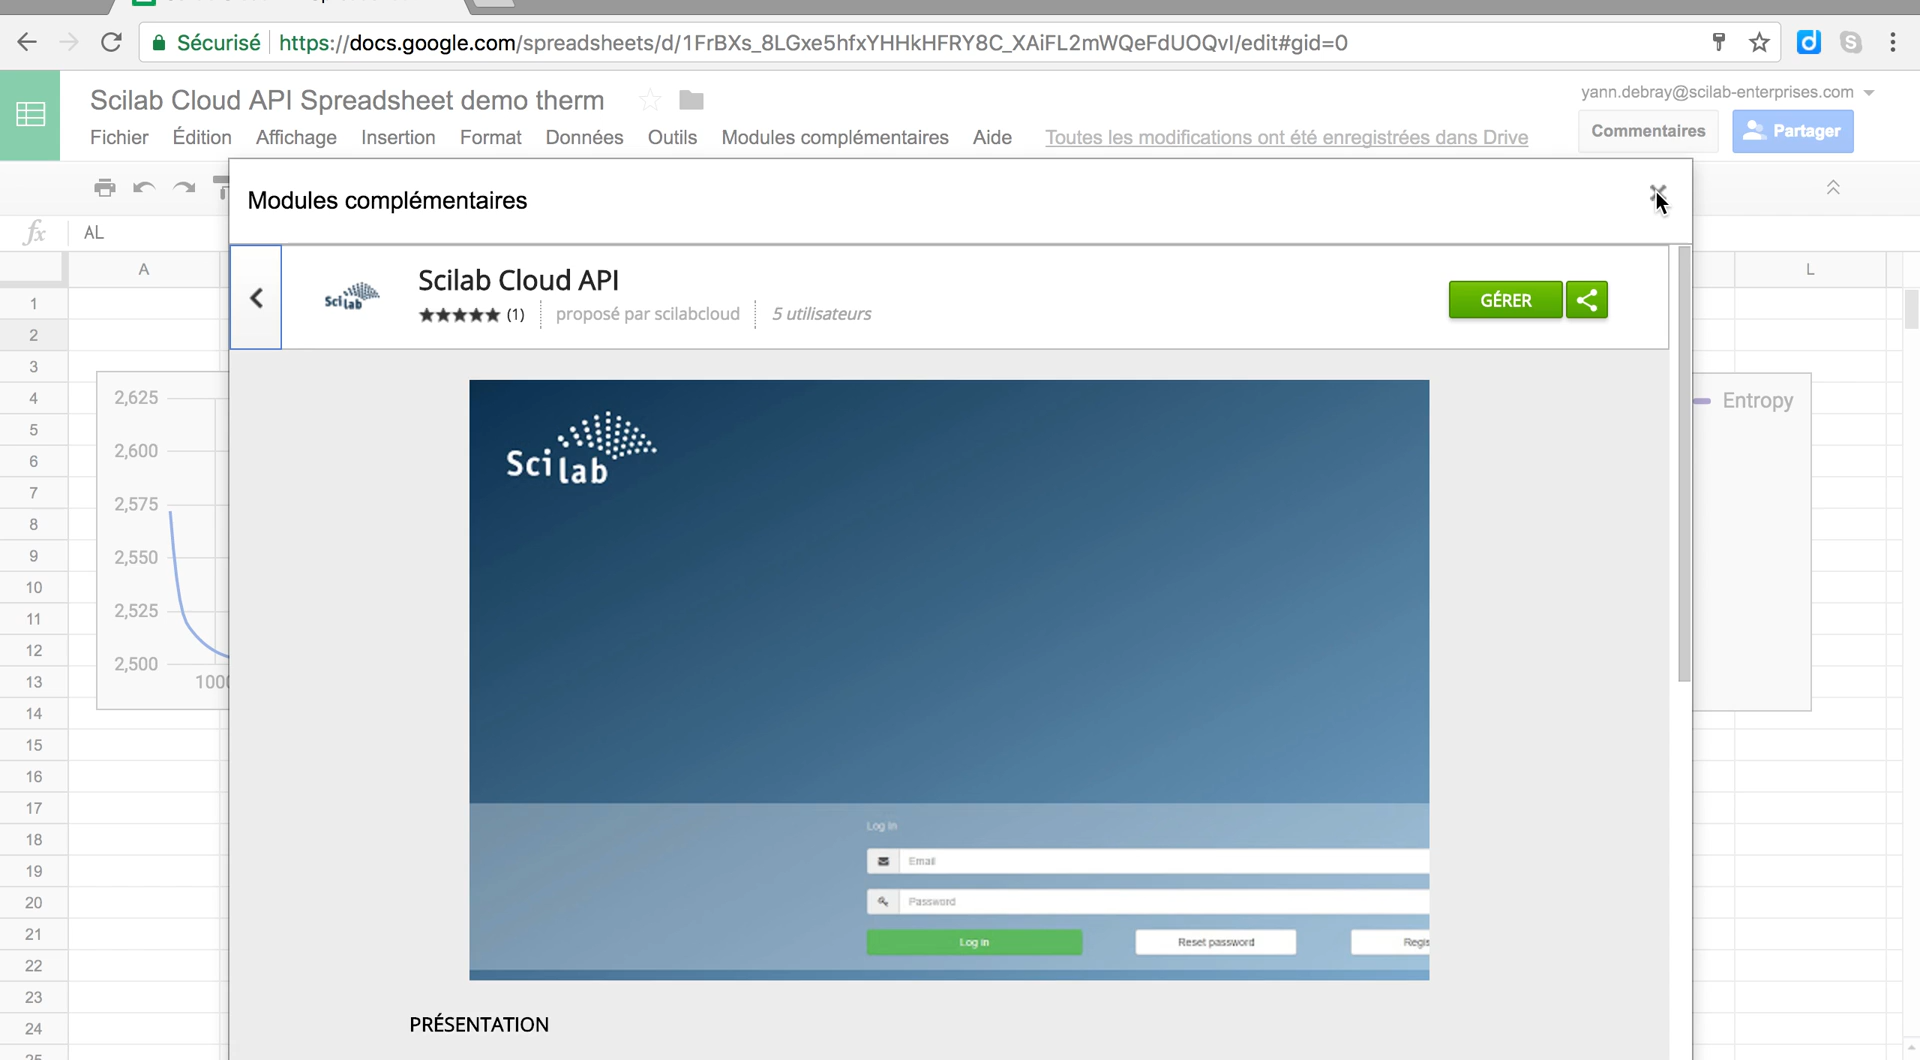 Sécurisé https://docs.google.com/spreadsheets/d/1FrBXs_8LGxe5hfxYHHkHFRY8C_XAiFL2mWQeFdUOQvI/edit#gid=0
Scilab Cloud API Spreadsheet demo therm
yann.debray@scilab-enterprises.com
Fichier Édition Affichage Insertion Format Données Outils Modules complémentaires Aide Toutes les modifications ont été enregistrées dans Drive
Commentaires Partager
Modules complémentaires
fx AL
A L
Scilab Cloud API
Scilab
(1) proposé par scilabcloud 5 utilisateurs
GÉRER
1
2
3
4
5
6
7
8
9
10
11
12
13
14
15
16
17
18
19
20
21
22
23
24
25
2,625
2,600
2,575
2,550
2,525
2,500
1000
Entropy
Scilab
Log in
Email
Password
Log in Reset password Regis
PRÉSENTATION